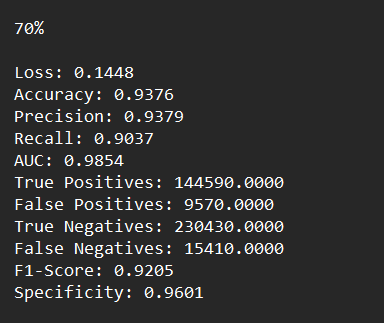 70%
Loss: 0.1448
Accuracy: 0.9376
Precision: 0.9379
Recall: 0.9037
AUC: 0.9854
True Positives: 144590.0000
False Positives: 9570.0000
True Negatives: 230430.0000
False Negatives: 15410.0000
F1-Score: 0.9205
Specificity: 0.9601